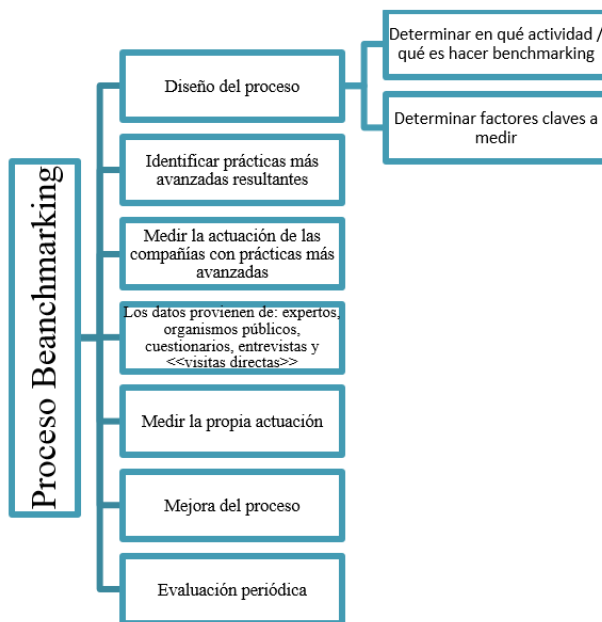 Proceso Beanchmarking
Diseño del proceso
Determinar en qué actividad /
qué es hacer benchmarking
Determinar factores claves a
medir
Identificar prácticas más
avanzadas resultantes
Medir la actuación de las
compañías con prácticas más
avanzadas
Los datos provienen de: expertos,
organismos públicos,
cuestionarios, entrevistas y
<<visitas directas>>
Medir la propia actuación
Mejora del proceso
Evaluación periódica